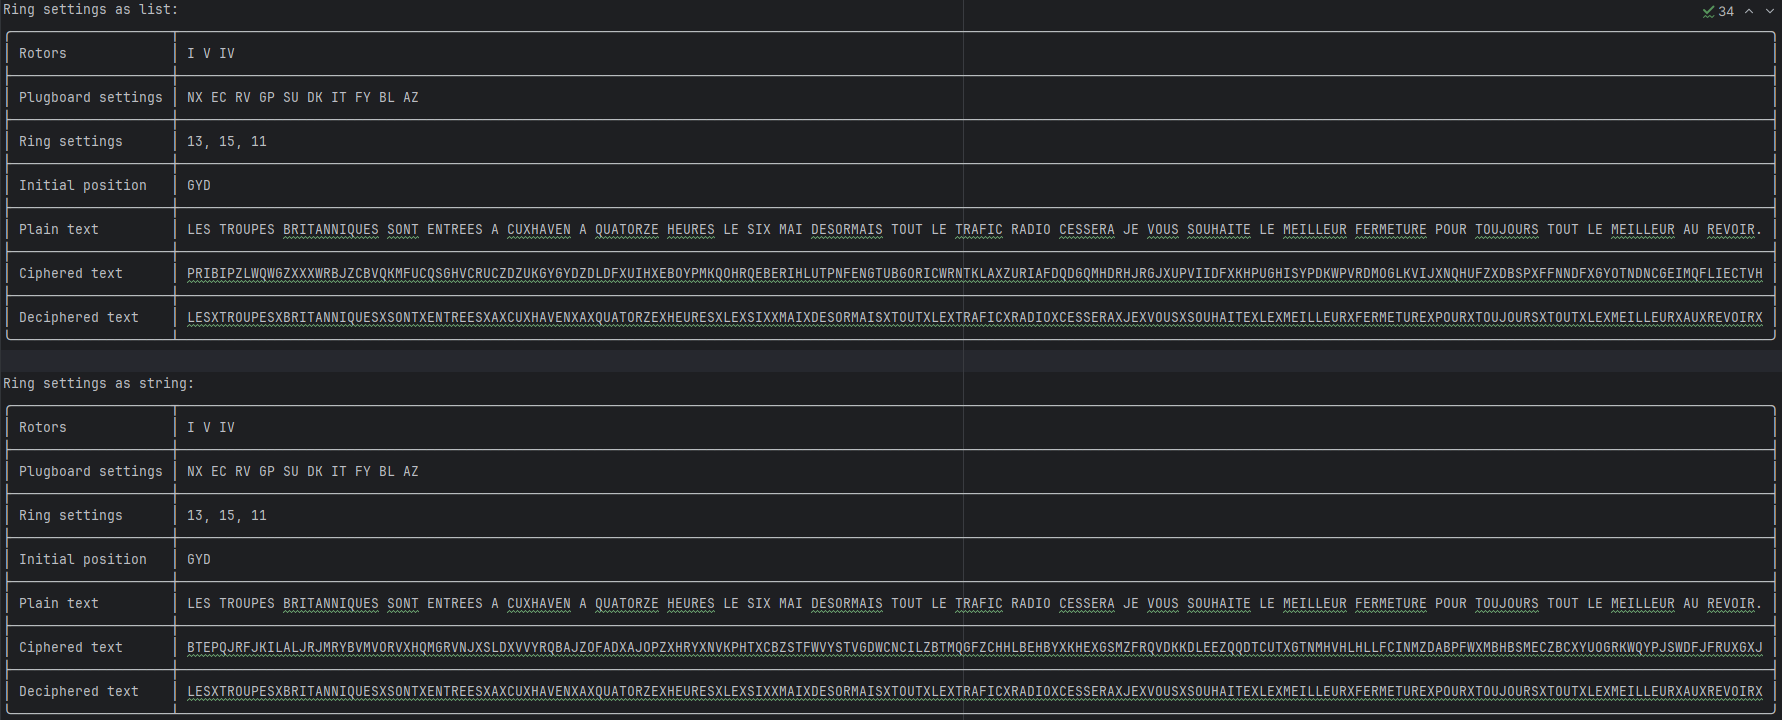 Ring settings as list:
34
Rotors I V IV
Plugboard settings NX EC RV GP SU DK IT FY BL AZ
Ring settings 13, 15, 11
Initial position GYD
Plain text LES TROUPES BRITANNIQUES SONT ENTREES A CUXHAVEN A QUATORZE HEURES LE SIX MAI DESORMAIS TOUT LE TRAFIC RADIO CESSERA JE VOUS SOUHAITE LE MEILLEUR FERMETURE POUR TOUJOURS TOUT LE MEILLEUR AU REVOIR.
Ciphered text PRIBIPZLWQWGZXXXWRBJZCBVQKMFUCQSGHVCRUCZDZUKGYGYDZDLDFXUIHXEBOYPMKQOHRQEBERIHLUTPNFENGTUBGORICWRNTKLAXZURIAFDQDGQMHDRHJRGJXUPVIIDFXKHPUGHISYPDKWPVRDMOGLKVIJXNQHUFZXDBSPXFFNNDFXGYOTNDNCGEIMQFLIECTVH
Deciphered text LESXTROUPESXBRITANNIQUESXSONTXENTREESXAXCUXHAVENXAXQUATORZEXHEURESXLEXSIXXMAIXDESORMAISXTOUTXLEXTRAFICXRADIOXCESSERAXJEXVOUSXSOUHAITEXLEXMEILLEURXFERMETUREXPOURXTOUJOURSXTOUTXLEXMEILLEURXAUXREVOIRX
Ring settings as string:
Rotors I V IV
Plugboard settings NX EC RV GP SU DK IT FY BL AZ
Ring settings 13, 15, 11
Initial position GYD
Plain text LES TROUPES BRITANNIQUES SONT ENTREES A CUXHAVEN A QUATORZE HEURES LE SIX MAI DESORMAIS TOUT LE TRAFIC RADIO CESSERA JE VOUS SOUHAITE LE MEILLEUR FERMETURE POUR TOUJOURS TOUT LE MEILLEUR AU REVOIR.
Ciphered text BTEPQJRFJKILALJRJMRYBVMVORVXHQMGRVNJXSLDXVVYRQBAJZOFADXAJOPZXHRYXNVKPHTXCBZSTFWVYSTVGDWCNCILZBTMQGFZCHHLBEHBYXKHEXGSMZFRQVDKKDLEEZQQDTCUTXGTNMHVHLHLLFCINMZDABPFWXMBHBSMECZBCXYUOGRKWQYPJSWDFJFRUXGXJ
Deciphered text LESXTROUPESXBRITANNIQUESXSONTXENTREESXAXCUXHAVENXAXQUATORZEXHEURESXLEXSIXXMAIXDESORMAISXTOUTXLEXTRAFICXRADIOXCESSERAXJEXVOUSXSOUHAITEXLEXMEILLEURXFERMETUREXPOURXTOUJOURSXTOUTXLEXMEILLEURXAUXREVOIRX